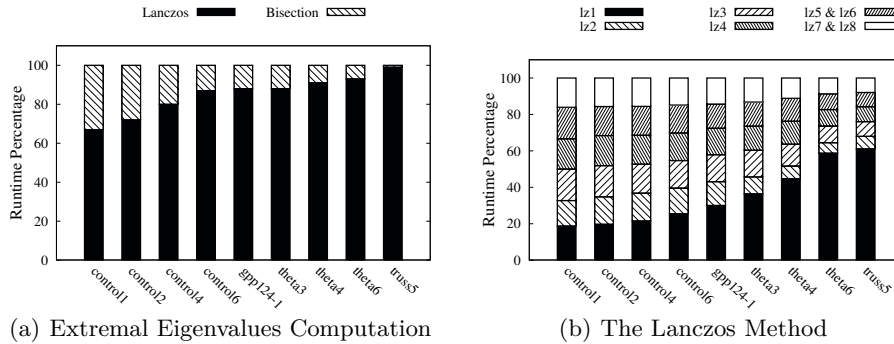 Lanczos Bisection
Runtime Percentage
100
80
60
40
20
0
control1 control2 control4 control6 gpp124-1 theta3 theta4 theta6 truss5
(a) Extremal Eigenvalues Computation
lz1 lz3 lz5 & lz6
lz2 lz4 lz7 & lz8
Runtime Percentage
100
80
60
40
20
0
control1 control2 control4 control6 gpp124-1 theta3 theta4 theta6 truss5
(b) The Lanczos Method